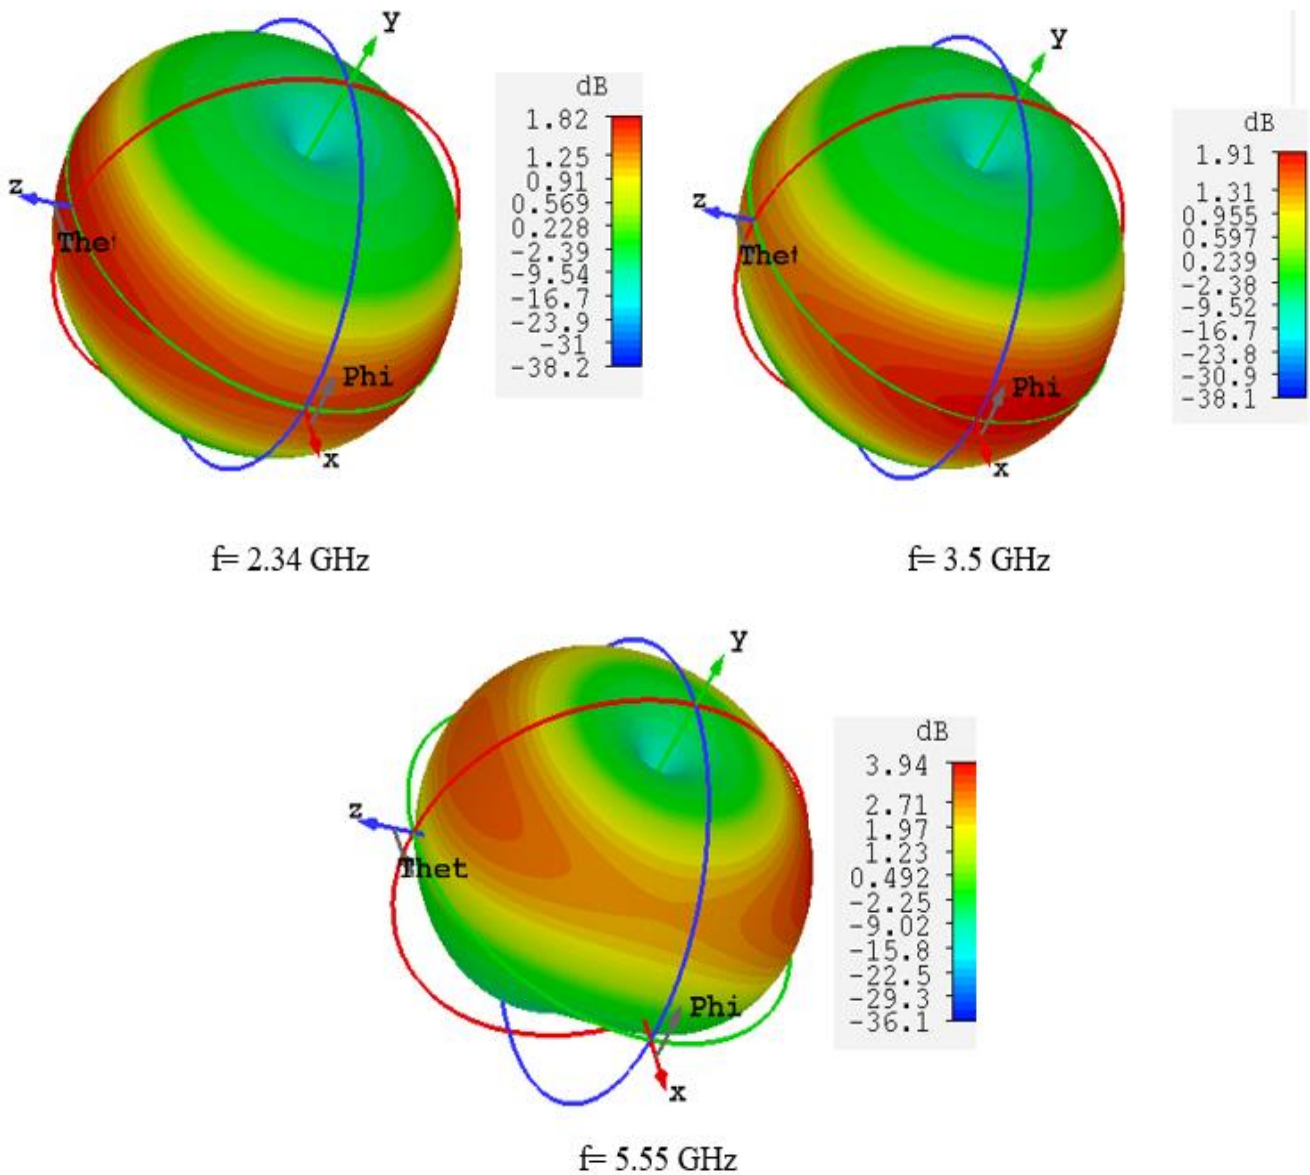 y
z
Thet
Phi
x
dB
1.82
1.25
0.91
0.569
0.228
-2.39
-9.54
-16.7
-23.9
-31
-38.2
f= 2.34 GHz
y
z
Thet
Phi
x
dB
1.91
1.31
0.955
0.597
0.239
-2.38
-9.52
-16.7
-23.8
-30.9
-38.1
f= 3.5 GHz
y
z
Thet
Phi
x
dB
3.94
2.71
1.97
1.23
0.492
-2.25
-9.02
-15.8
-22.5
-29.3
-36.1
f= 5.55 GHz